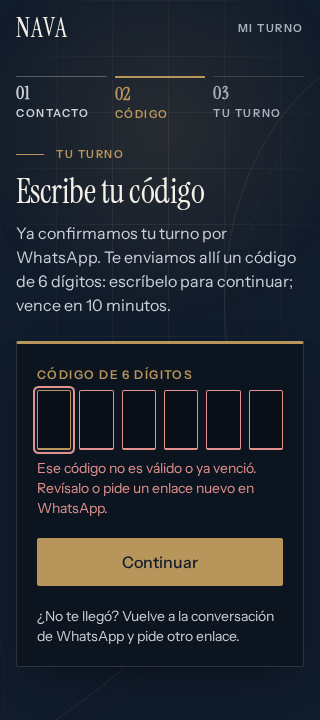 NAVA
MI TURNO
01
CONTACTO
02
CÓDIGO
03
TU TURNO
TU TURNO
Escribe tu código
Ya confirmamos tu turno por
WhatsApp. Te enviamos allí un código
de 6 dígitos: escríbelo para continuar;
vence en 10 minutos.
CÓDIGO DE 6 DÍGITOS
Ese código no es válido o ya venció.
Revísalo o pide un enlace nuevo en
WhatsApp.
Continuar
¿No te llegó? Vuelve a la conversación
de WhatsApp y pide otro enlace.